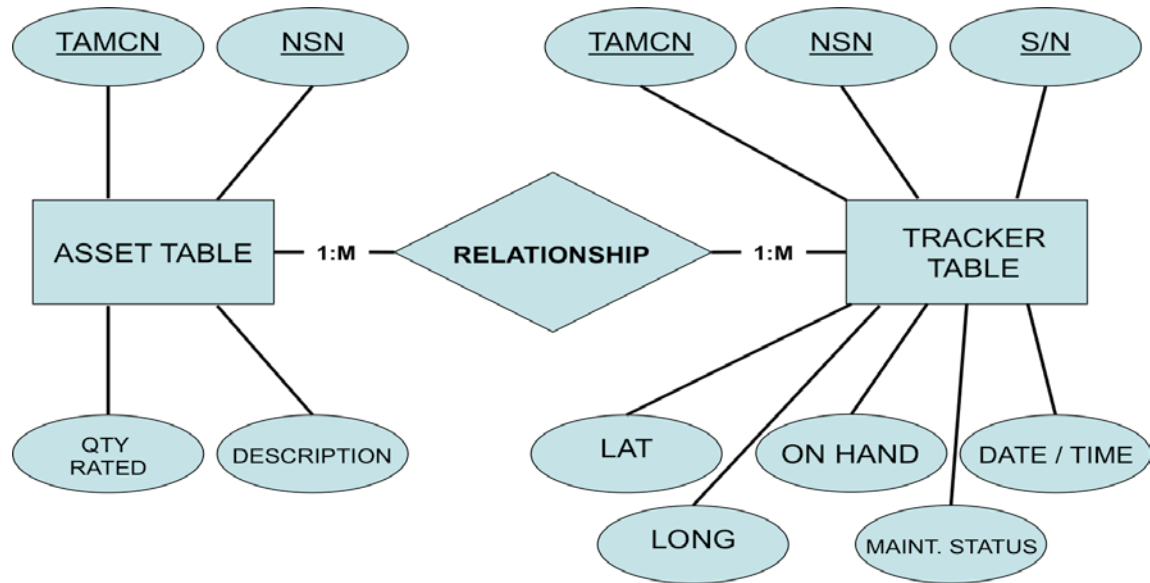 TAMCN
NSN
TAMCN
NSN
S/N
ASSET TABLE
1:M
RELATIONSHIP
1:M
TRACKER
TABLE
QTY
RATED
DESCRIPTION
LAT
ON HAND
DATE / TIME
LONG
MAINT. STATUS